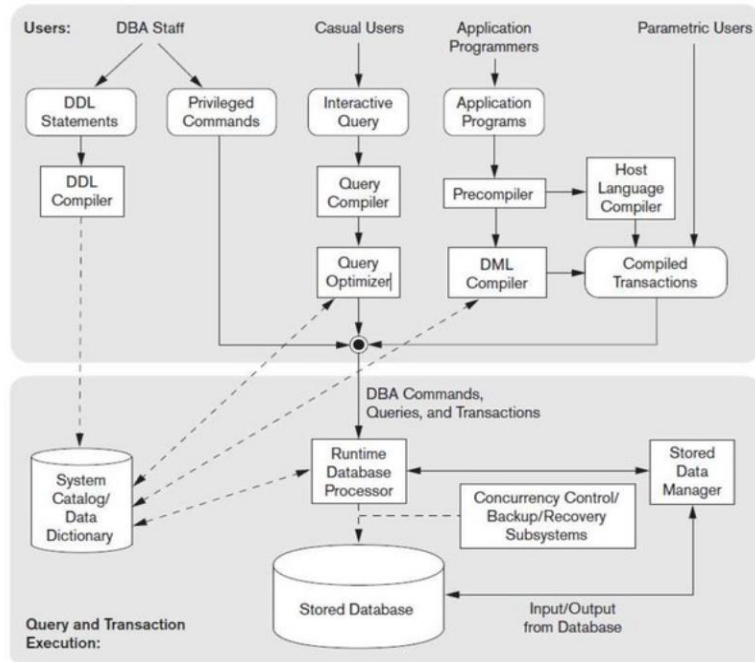 Users:
DBA Staff
Casual Users
Application
Programmers
Parametric Users
DDL
Statements
Privileged
Commands
Interactive
Query
Application
Programs
DDL
Compiler
Query
Compiler
Precompiler
Host
Language
Compiler
Query
Optimizer
DML
Compiler
Compiled
Transactions
DBA Commands,
Queries, and Transactions
System
Catalog/
Data
Dictionary
Runtime
Database
Processor
Stored
Data
Manager
Concurrency Control/
Backup/Recovery
Subsystems
Stored Database
Input/Output
from Database
Query and Transaction
Execution: